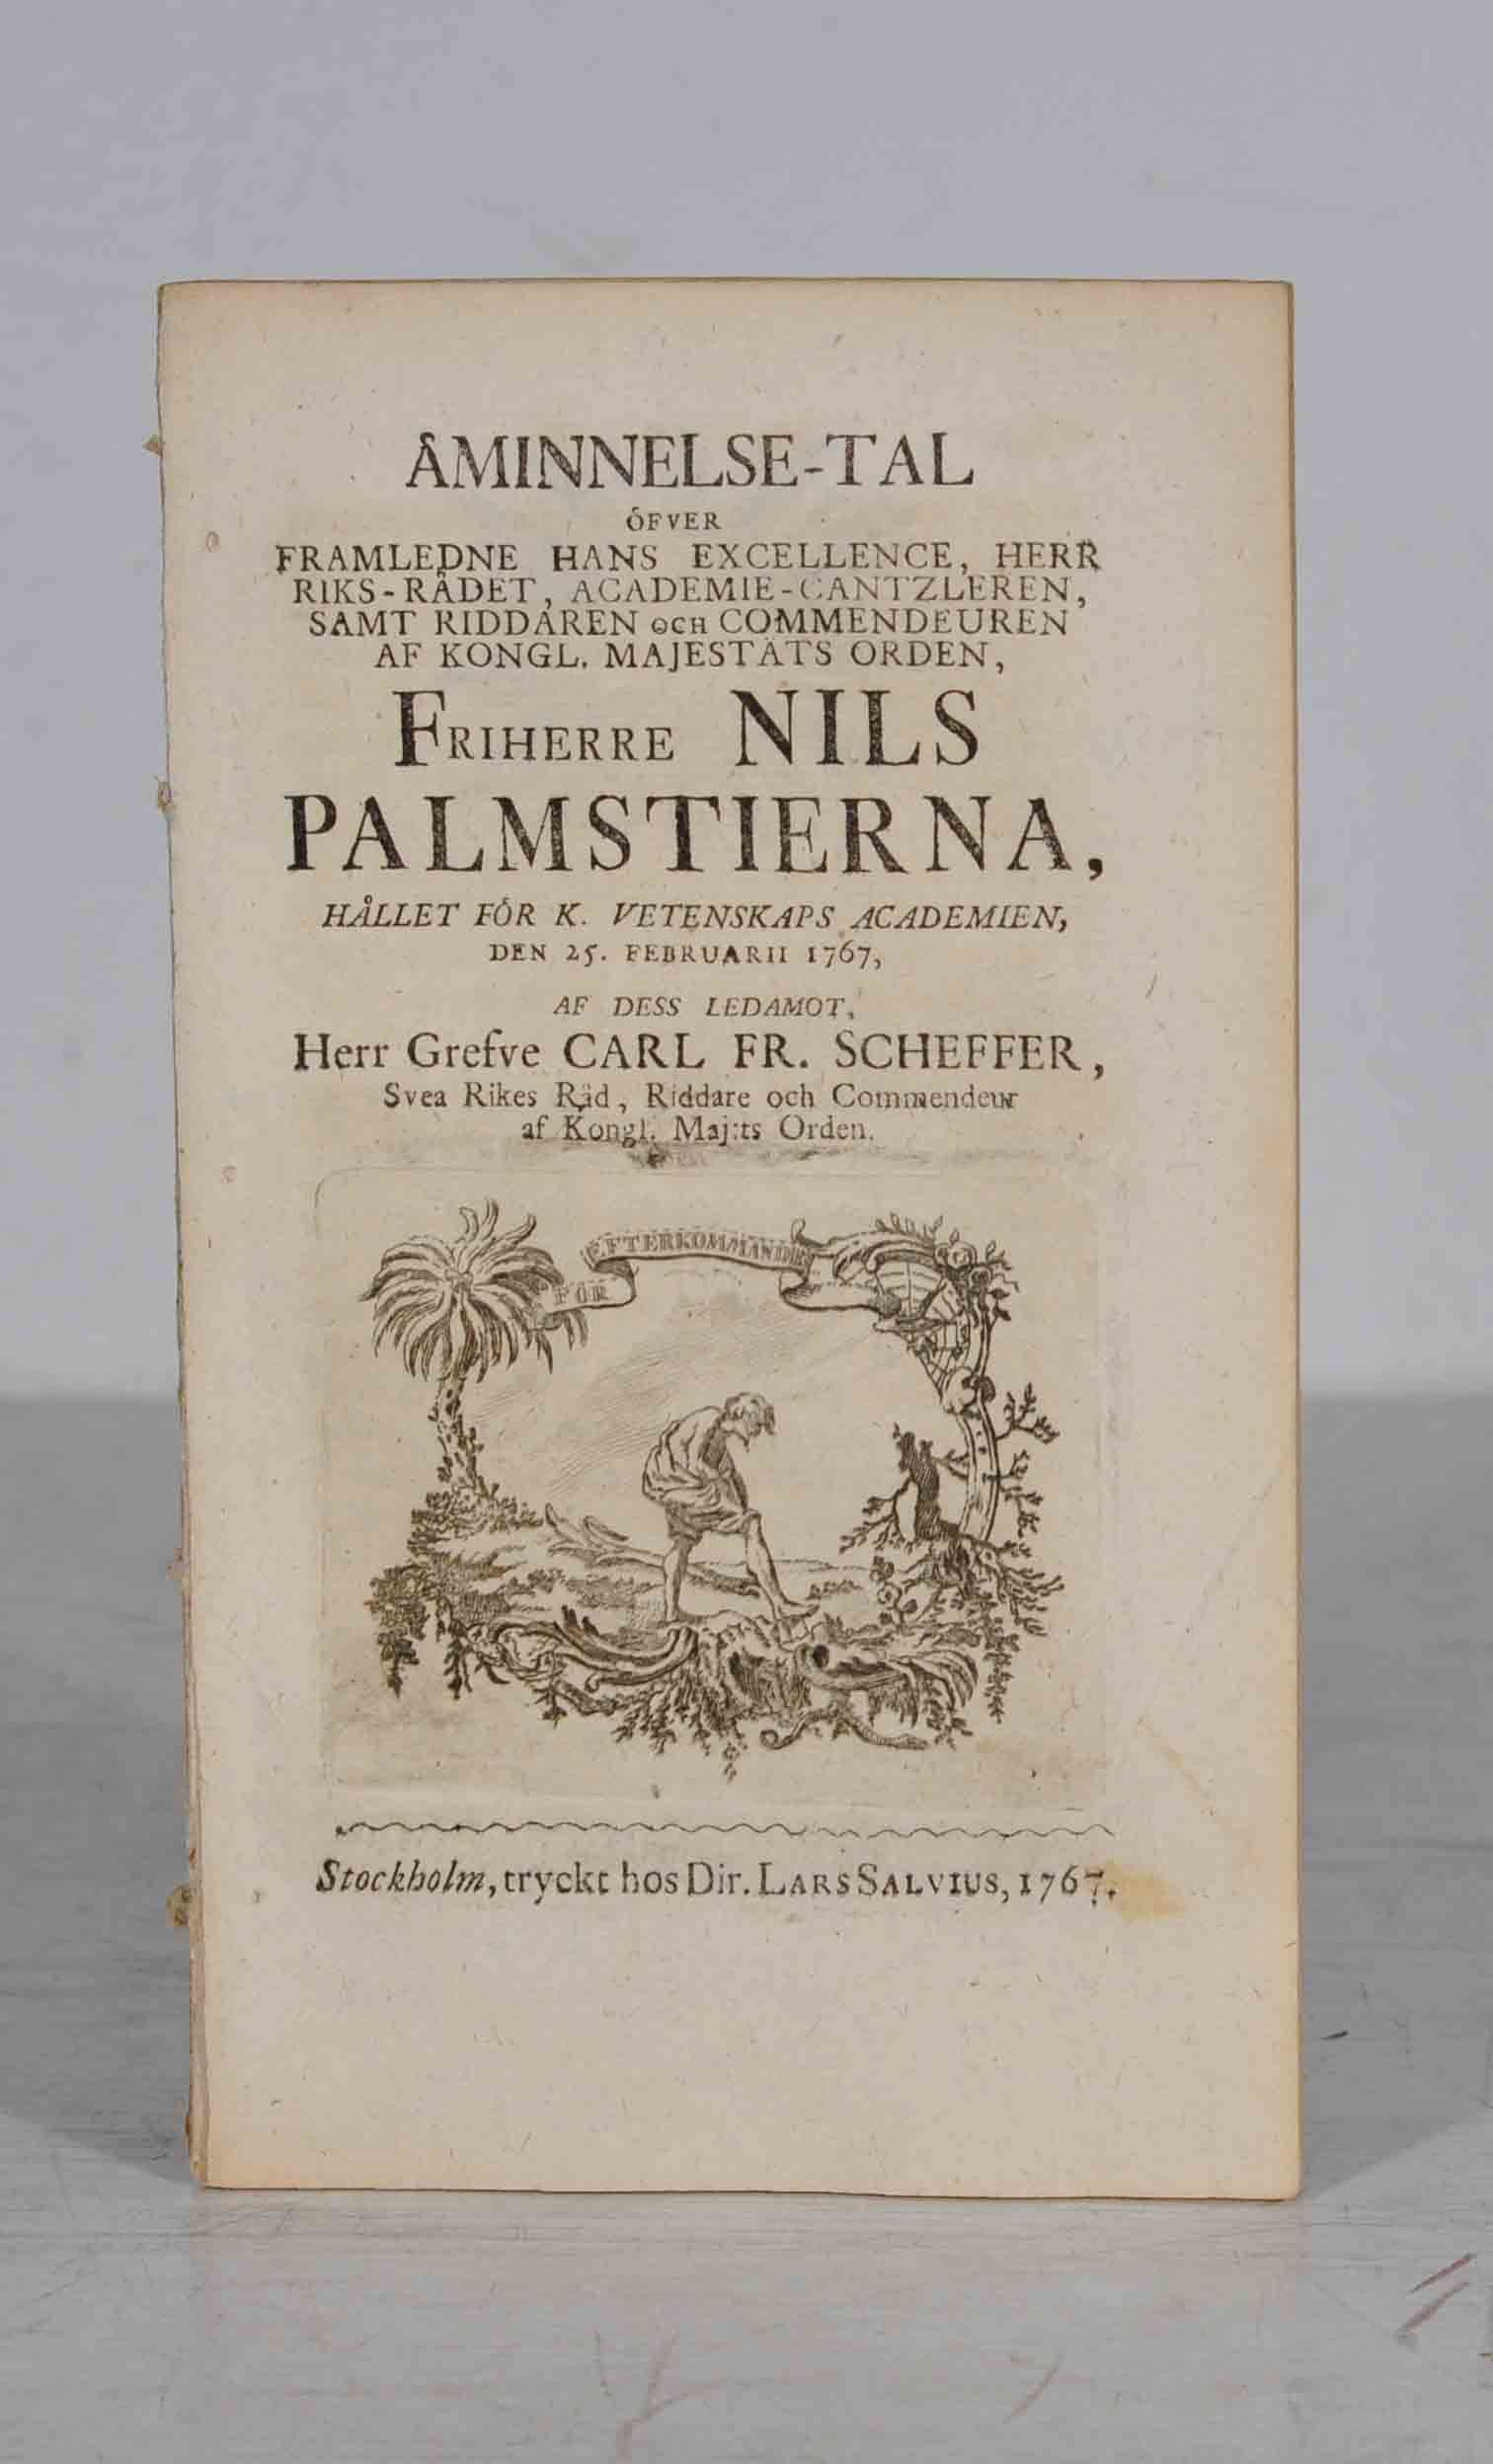 ÅMINNELSE-TAL
ÖFVER
FRAMLEDNE HANS EXCELLENCE, HERR
RIKS-RÅDET, ACADEMIE-CANTZLEREN,
SAMT RIDDAREN OCH COMMENDEUREN
AF KONGL. MAJESTÄTS ORDEN,
FRIHERRE NILS
PALMSTIERNA,
HÅLLET FÖR K. VETENSKAPS ACADEMIEN,
DEN 25. FEBRUARII 1767,
AF DESS LEDAMOT,
Herr Grefve CARL FR. SCHEFFER,
Svea Rikes Råd, Riddare och Commendeur
af Kongl. Maj:ts Orden.
FÖR EFTERKOMMANDE
Stockholm, tryckt hos Dir. LARS SALVIUS, 1767.